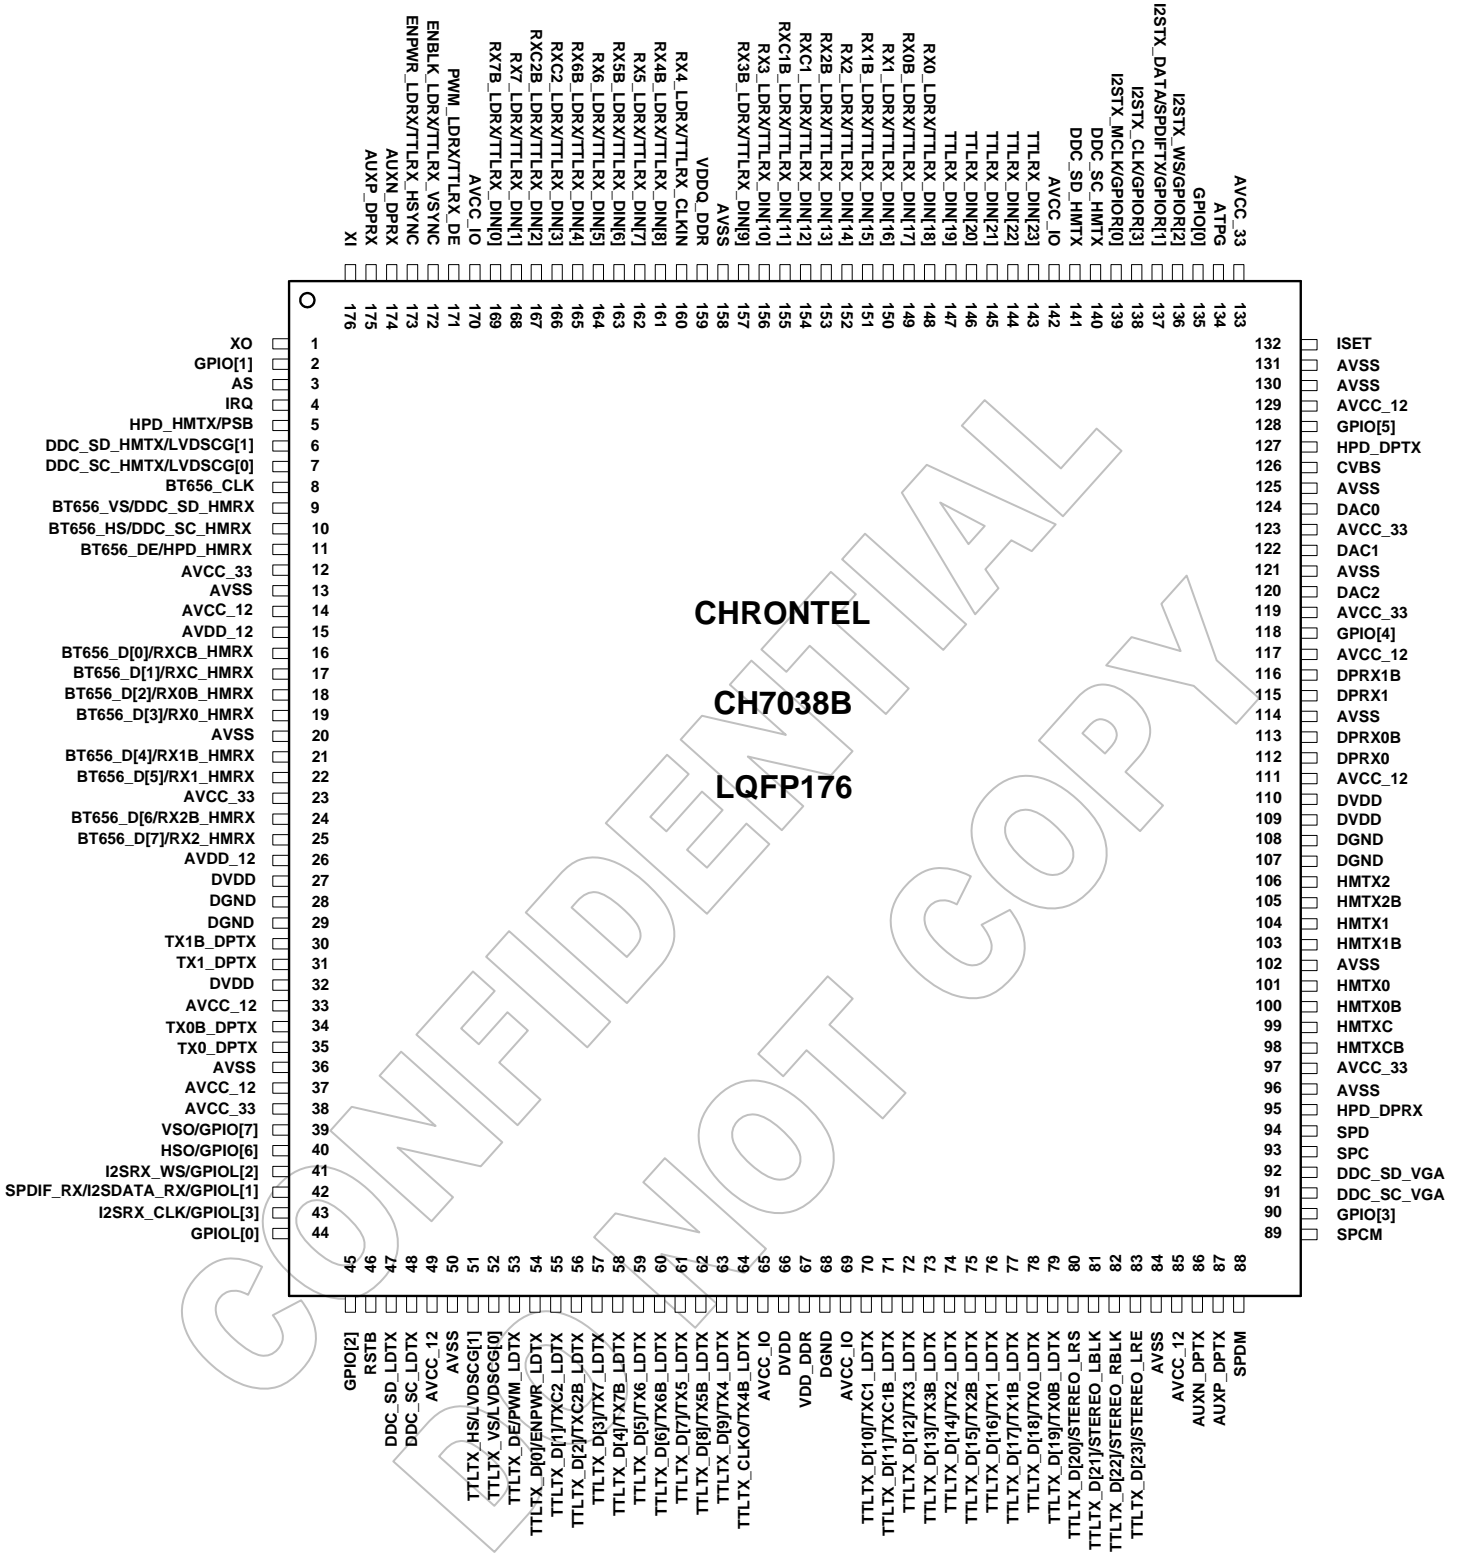 ENPWR_LDRX/TTLRX_HSYNC
ENBLK_LDRX/TTLRX_VSYNC
PWM_LDRX/TTLRX_DE
AVCC_IO
RX7B_LDRX/TTLRX_DIN[0]
RX7_LDRX/TTLRX_DIN[1]
RXC2B_LDRX/TTLRX_DIN[2]
RXC2_LDRX/TTLRX_DIN[3]
RX6B_LDRX/TTLRX_DIN[4]
RX6_LDRX/TTLRX_DIN[5]
RX5B_LDRX/TTLRX_DIN[6]
RX5_LDRX/TTLRX_DIN[7]
RX4B_LDRX/TTLRX_DIN[8]
RX4_LDRX/TTLRX_CLKIN
VDDQ_DDR
AVSS
RX3B_LDRX/TTLRX_DIN[9]
RX3_LDRX/TTLRX_DIN[10]
RXC1B_LDRX/TTLRX_DIN[11]
RXC1_LDRX/TTLRX_DIN[12]
RX2B_LDRX/TTLRX_DIN[13]
RX2_LDRX/TTLRX_DIN[14]
RX1B_LDRX/TTLRX_DIN[15]
RX1_LDRX/TTLRX_DIN[16]
RX0B_LDRX/TTLRX_DIN[17]
RX0_LDRX/TTLRX_DIN[18]
TTLRX_DIN[19]
TTLRX_DIN[20]
TTLRX_DIN[21]
TTLRX_DIN[22]
TTLRX_DIN[23]
AVCC_IO
DDC_SD_HMTX
DDC_SC_HMTX
I2STX_MCLK/GPIOR[0]
I2STX_CLK/GPIOR[3]
I2STX_DATA/SPDIFTX/GPIOR[1]
I2STX_WS/GPIOR[2]
GPIO[0]
ATPG
AVCC_33
XI
AUXP_DPRX
AUXN_DPRX
176 175 174 173 172 171 170 169 168 167 166 165 164 163 162 161 160 159 158 157 156 155 154 153 152 151 150 149 148 147 146 145 144 143 142 141 140 139 138 137 136 135 134 133
XO 1
GPIO[1] 2
AS 3
IRQ 4
HPD_HMTX/PSB 5
DDC_SD_HMTX/LVDSCG[1] 6
DDC_SC_HMTX/LVDSCG[0] 7
BT656_CLK 8
BT656_VS/DDC_SD_HMRX 9
BT656_HS/DDC_SC_HMRX 10
BT656_DE/HPD_HMRX 11
AVCC_33 12
AVSS 13
AVCC_12 14
AVDD_12 15
BT656_D[0]/RXCB_HMRX 16
BT656_D[1]/RXC_HMRX 17
BT656_D[2]/RX0B_HMRX 18
BT656_D[3]/RX0_HMRX 19
AVSS 20
BT656_D[4]/RX1B_HMRX 21
BT656_D[5]/RX1_HMRX 22
AVCC_33 23
BT656_D[6/RX2B_HMRX 24
BT656_D[7]/RX2_HMRX 25
AVDD_12 26
DVDD 27
DGND 28
DGND 29
TX1B_DPTX 30
TX1_DPTX 31
DVDD 32
AVCC_12 33
TX0B_DPTX 34
TX0_DPTX 35
AVSS 36
AVCC_12 37
AVCC_33 38
VSO/GPIO[7] 39
HSO/GPIO[6] 40
I2SRX_WS/GPIOL[2] 41
SPDIF_RX/I2SDATA_RX/GPIOL[1] 42
I2SRX_CLK/GPIOL[3] 43
GPIOL[0] 44
CHRONTEL
CH7038B
LQFP176
CONFIDENTIAL
DO NOT COPY
132 ISET
131 AVSS
130 AVSS
129 AVCC_12
128 GPIO[5]
127 HPD_DPTX
126 CVBS
125 AVSS
124 DAC0
123 AVCC_33
122 DAC1
121 AVSS
120 DAC2
119 AVCC_33
118 GPIO[4]
117 AVCC_12
116 DPRX1B
115 DPRX1
114 AVSS
113 DPRX0B
112 DPRX0
111 AVCC_12
110 DVDD
109 DVDD
108 DGND
107 DGND
106 HMTX2
105 HMTX2B
104 HMTX1
103 HMTX1B
102 AVSS
101 HMTX0
100 HMTX0B
99 HMTXC
98 HMTXCB
97 AVCC_33
96 AVSS
95 HPD_DPRX
94 SPD
93 SPC
92 DDC_SD_VGA
91 DDC_SC_VGA
90 GPIO[3]
89 SPCM
45 46 47 48 49 50 51 52 53 54 55 56 57 58 59 60 61 62 63 64 65 66 67 68 69 70 71 72 73 74 75 76 77 78 79 80 81 82 83 84 85 86 87 88
GPIO[2]
RSTB
DDC_SD_LDTX
DDC_SC_LDTX
AVCC_12
AVSS
TTLTX_HS/LVDSCG[1]
TTLTX_VS/LVDSCG[0]
TTLTX_DE/PWM_LDTX
TTLTX_D[0]/ENPWR_LDTX
TTLTX_D[1]/TXC2_LDTX
TTLTX_D[2]/TXC2B_LDTX
TTLTX_D[3]/TX7_LDTX
TTLTX_D[4]/TX7B_LDTX
TTLTX_D[5]/TX6_LDTX
TTLTX_D[6]/TX6B_LDTX
TTLTX_D[7]/TX5_LDTX
TTLTX_D[8]/TX5B_LDTX
TTLTX_D[9]/TX4_LDTX
TTLTX_CLKO/TX4B_LDTX
AVCC_IO
DVDD
VDD_DDR
DGND
AVCC_IO
TTLTX_D[10]/TXC1_LDTX
TTLTX_D[11]/TXC1B_LDTX
TTLTX_D[12]/TX3_LDTX
TTLTX_D[13]/TX3B_LDTX
TTLTX_D[14]/TX2_LDTX
TTLTX_D[15]/TX2B_LDTX
TTLTX_D[16]/TX1_LDTX
TTLTX_D[17]/TX1B_LDTX
TTLTX_D[18]/TX0_LDTX
TTLTX_D[19]/TX0B_LDTX
TTLTX_D[20]/STEREO_LRS
TTLTX_D[21]/STEREO_LBLK
TTLTX_D[22]/STEREO_RBLK
TTLTX_D[23]/STEREO_LRE
AVSS
AVCC_12
AUXN_DPTX
AUXP_DPTX
SPDM